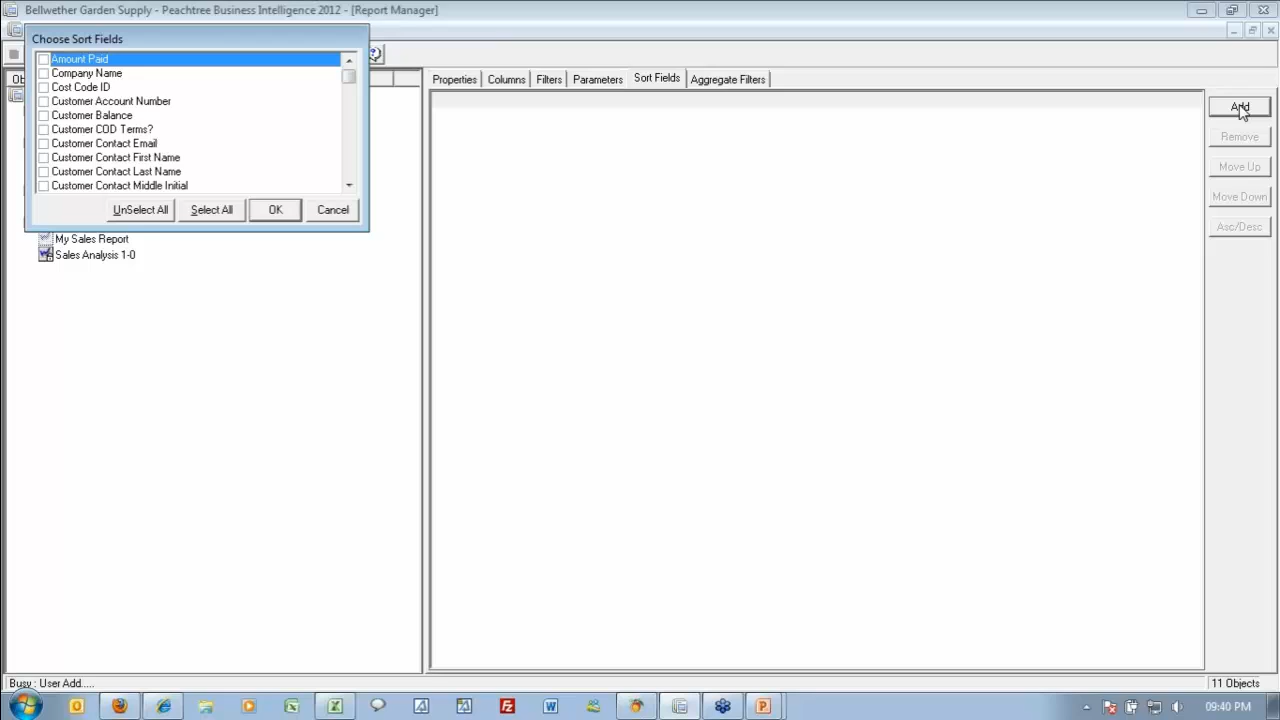 Bellwether Garden Supply - Peachtree Business Intelligence 2012 - [Report Manager]
Choose Sort Fields
Amount Paid
Company Name
Cost Code ID
Customer Account Number
Customer Balance
Customer COD Terms?
Customer Contact Email
Customer Contact First Name
Customer Contact Last Name
Customer Contact Middle Initial
UnSelect All
Select All
OK
Cancel
Ob
My Sales Report
Sales Analysis 1-0
Properties
Columns
Filters
Parameters
Sort Fields
Aggregate Filters
Add
Remove
Move Up
Move Down
Asc/Desc
Busy : User Add.....
11 Objects
09:40 PM